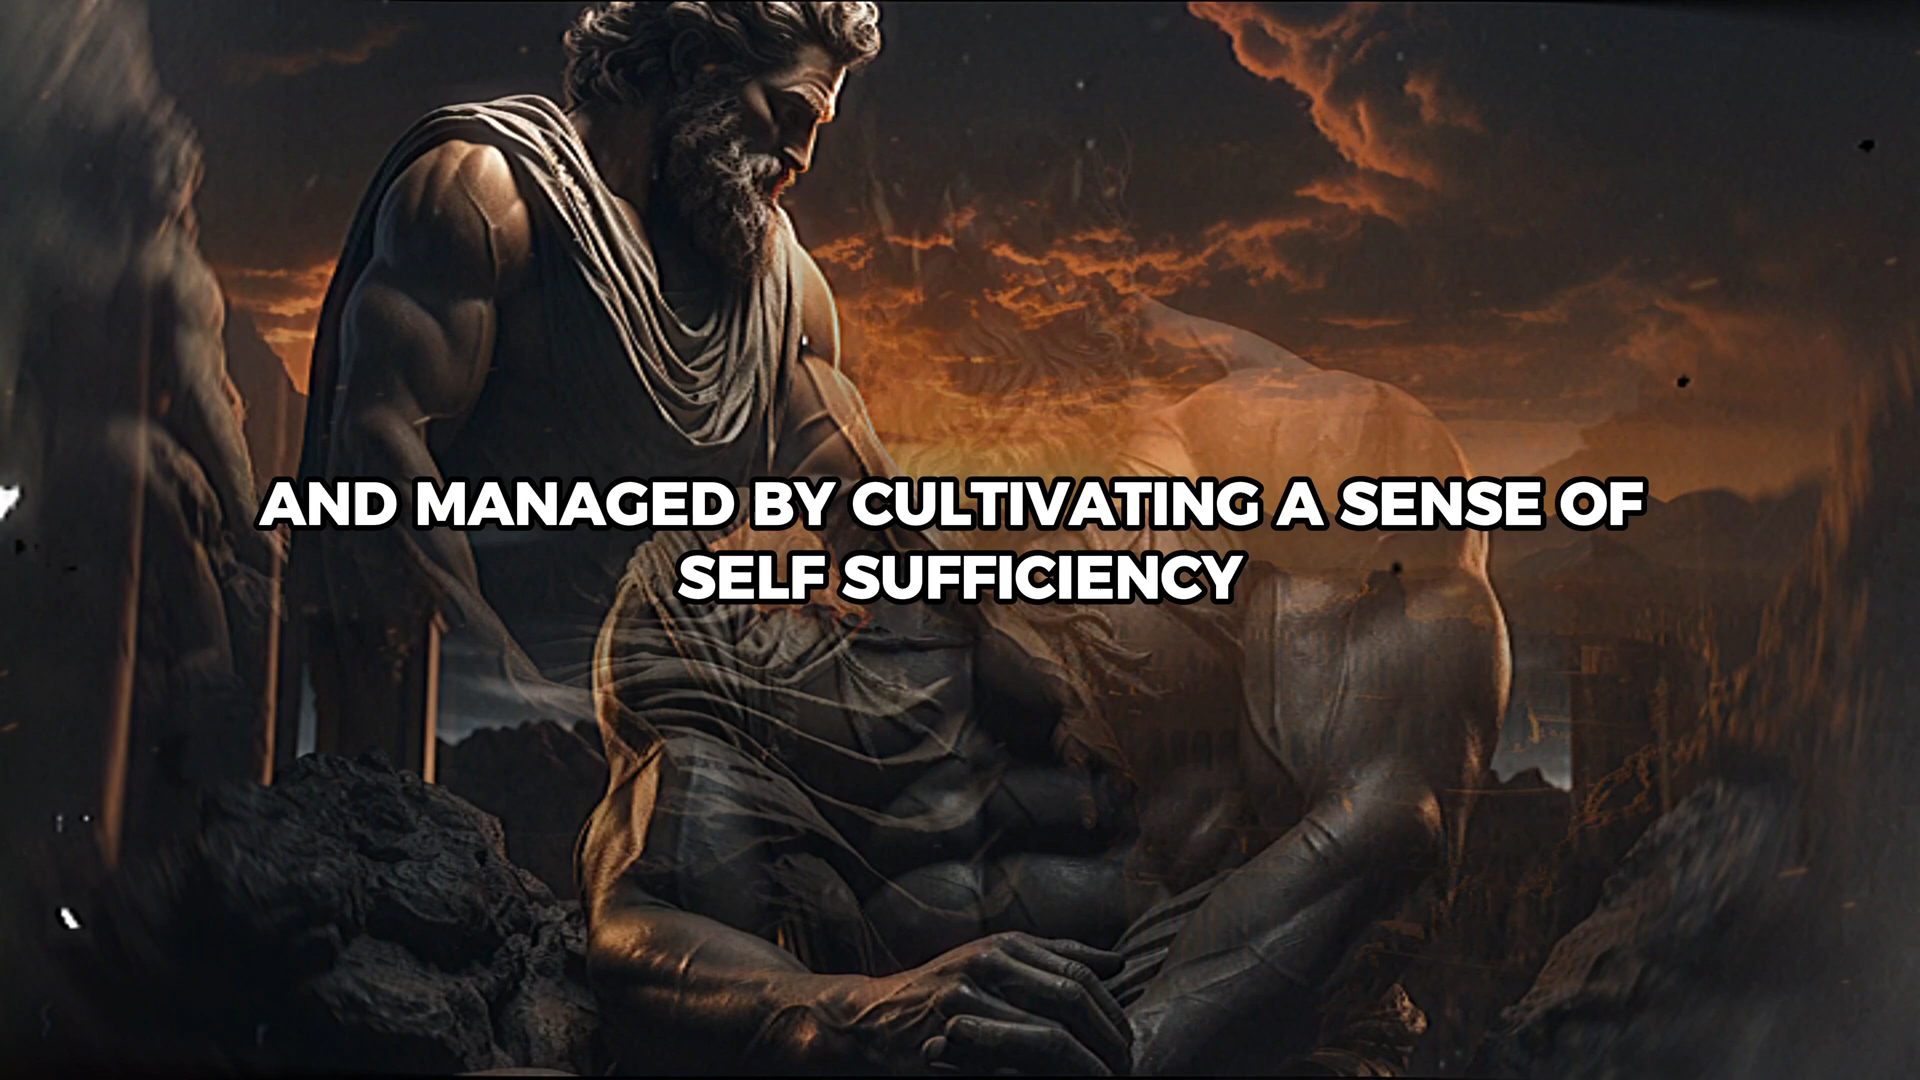 AND MANAGED BY CULTIVATING A SENSE OF
SELF SUFFICIENCY